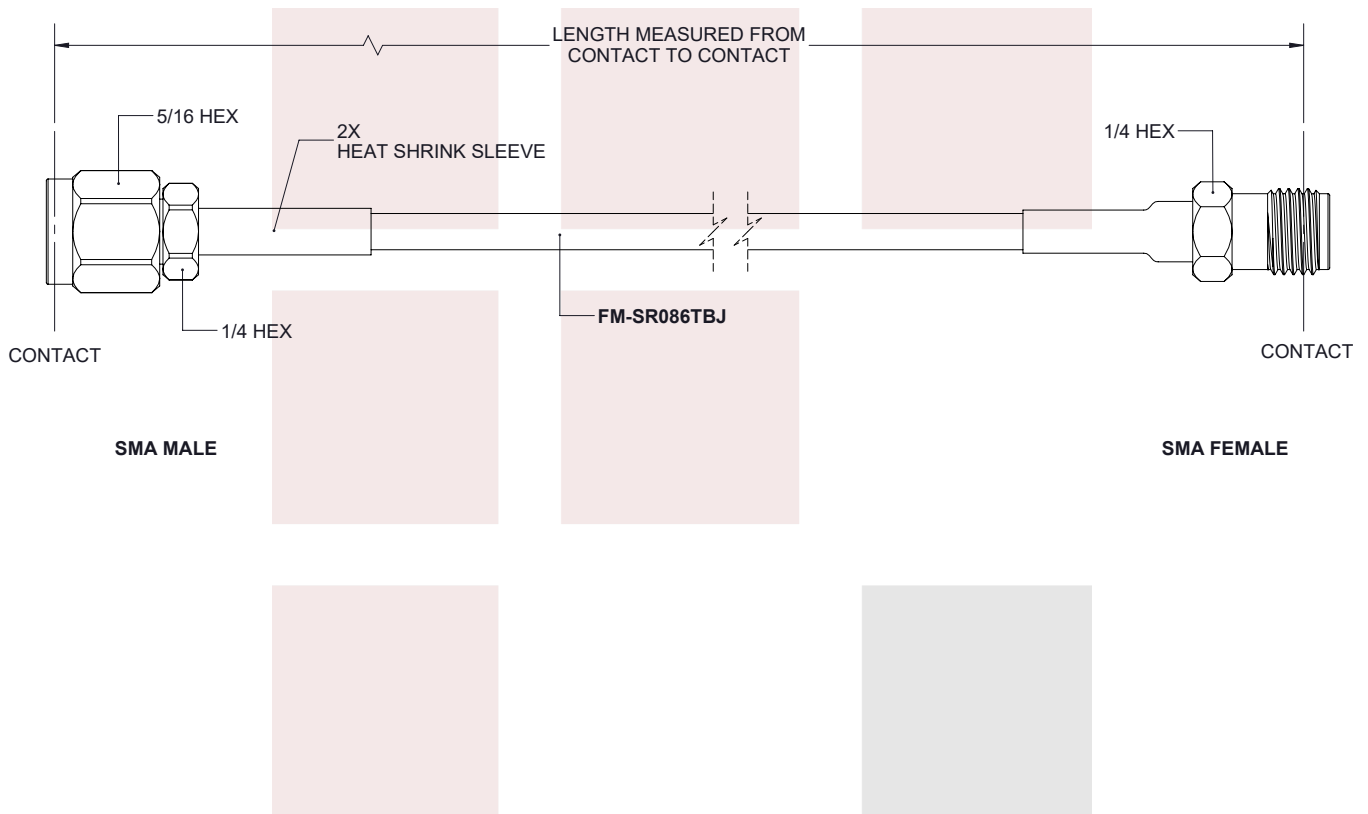 LENGTH MEASURED FROM
CONTACT TO CONTACT
5/16 HEX
2X
HEAT SHRINK SLEEVE
1/4 HEX
FM-SR086TBJ
1/4 HEX
CONTACT
CONTACT
SMA MALE
SMA FEMALE